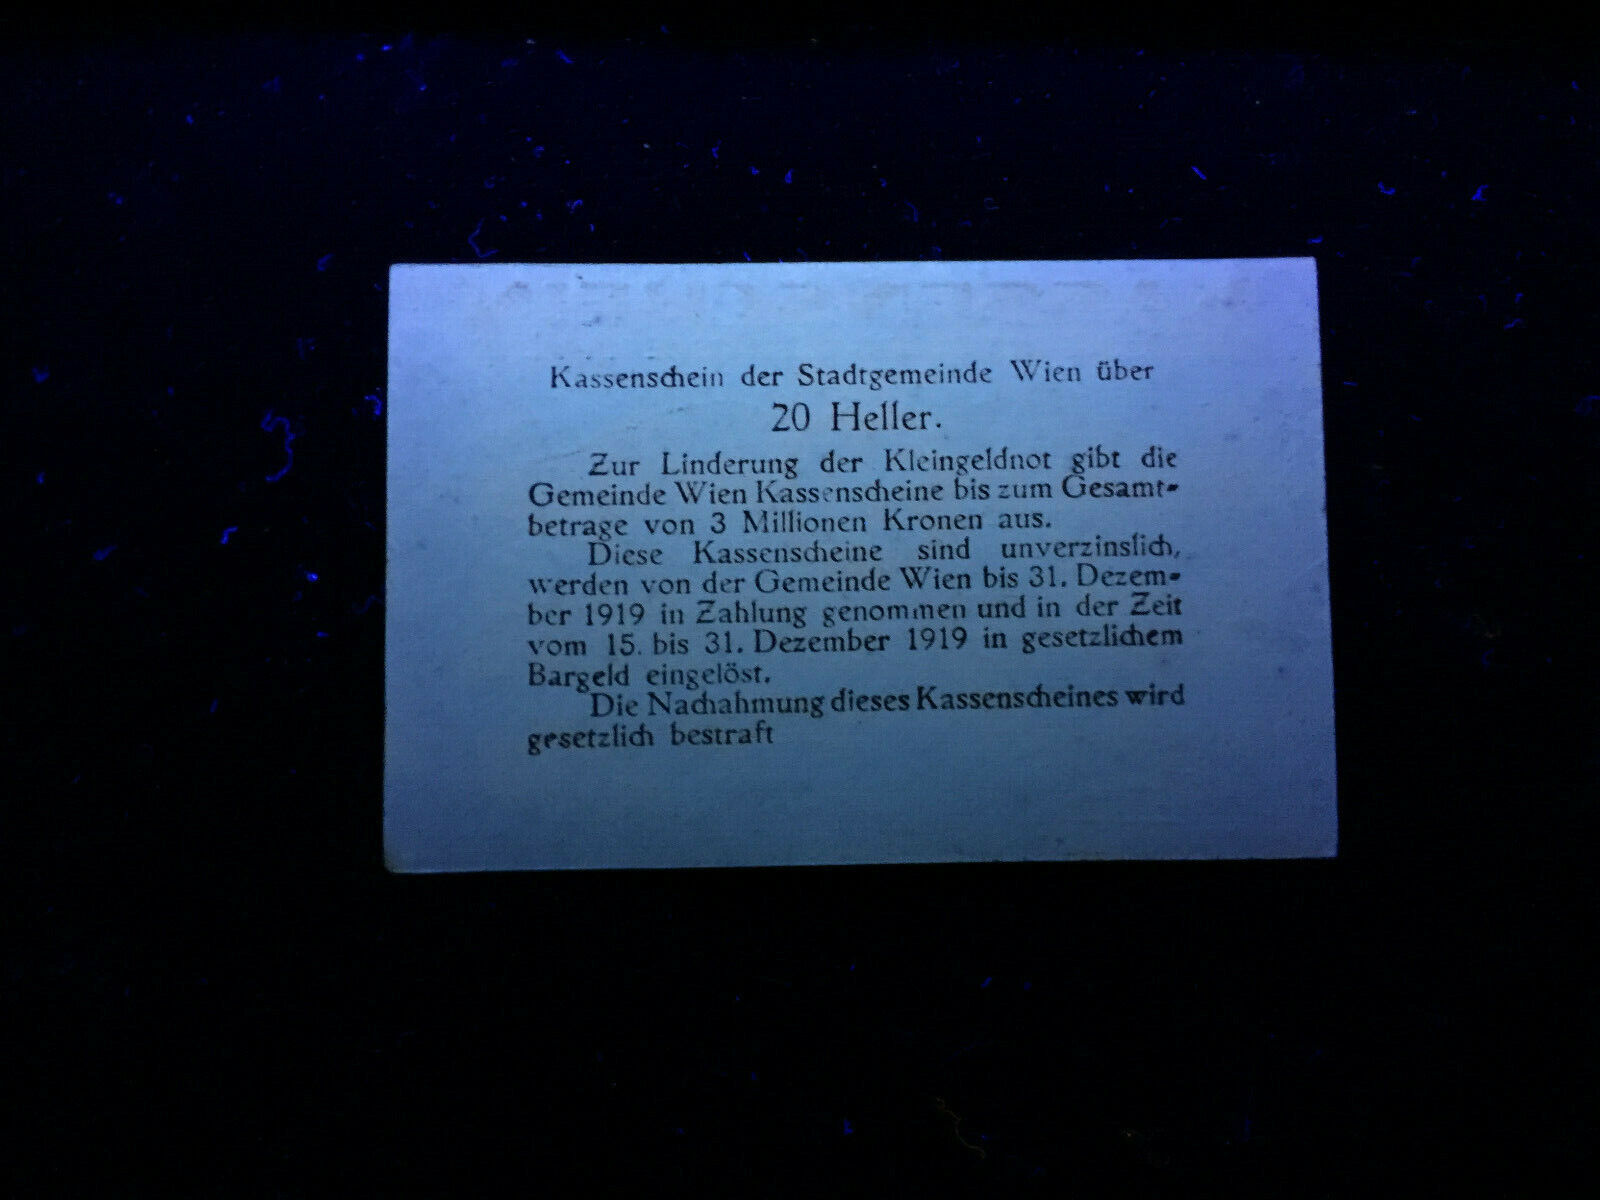 Kassenschein der Stadtgemeinde Wien über
20 Heller.
Zur Linderung der Kleingeldnot gibt die
Gemeinde Wien Kassenscheine bis zum Gesamt-
betrage von 3 Millionen Kronen aus.
Diese Kassenscheine sind unverzinslich,
werden von der Gemeinde Wien bis 31. Dezem-
ber 1919 in Zahlung genommen und in der Zeit
vom 15. bis 31. Dezember 1919 in gesetzlichem
Bargeld eingelöst.
Die Nachahmung dieses Kassenscheines wird
gesetzlich bestraft